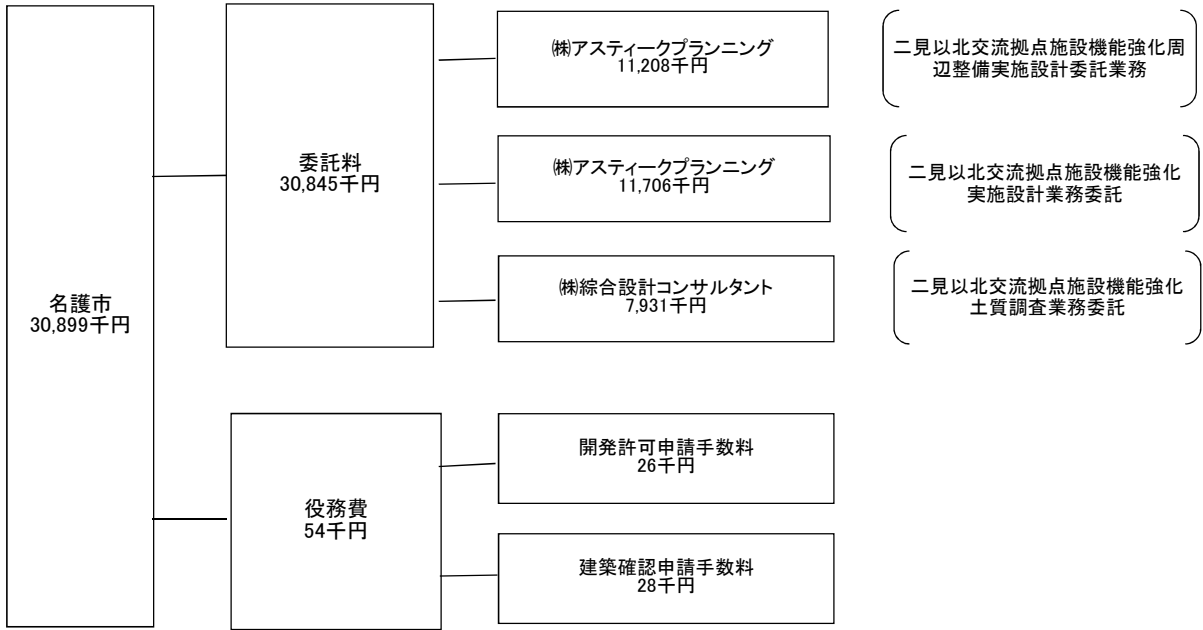 名護市
30,899千円
委託料
30,845千円
㈱アスティークプランニング
11,208千円
二見以北交流拠点施設機能強化周
辺整備実施設計委託業務
㈱アスティークプランニング
11,706千円
二見以北交流拠点施設機能強化
実施設計業務委託
㈱綜合設計コンサルタント
7,931千円
二見以北交流拠点施設機能強化
土質調査業務委託
役務費
54千円
開発許可申請手数料
26千円
建築確認申請手数料
28千円